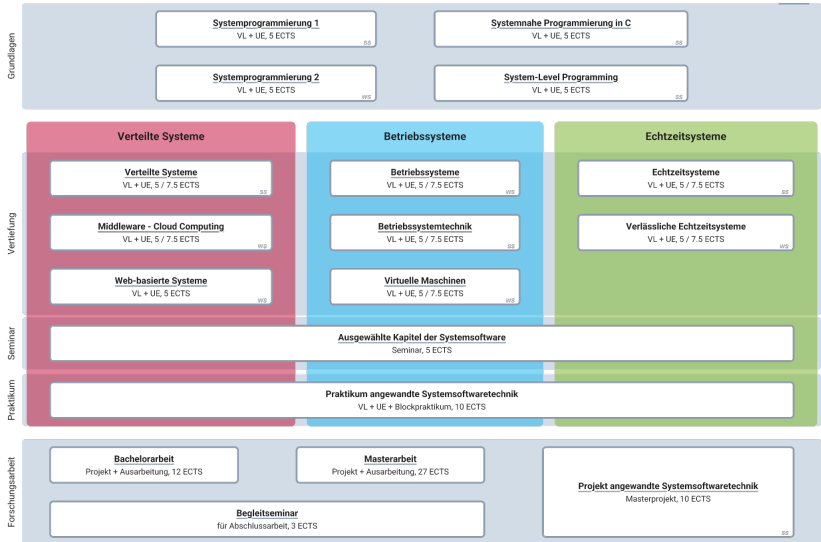 Grundlagen
Systemprogrammierung 1
VL + UE, 5 ECTS
SS
Systemnahe Programmierung in C
VL + UE, 5 ECTS
SS
Systemprogrammierung 2
VL + UE, 5 ECTS
WS
System-Level Programming
VL + UE, 5 ECTS
SS
Verteilte Systeme
Betriebssysteme
Echtzeitsysteme
Vertiefung
Verteilte Systeme
VL + UE, 5 / 7.5 ECTS
SS
Betriebssysteme
VL + UE, 5 / 7.5 ECTS
WS
Echtzeitsysteme
VL + UE, 5 / 7.5 ECTS
SS
Middleware - Cloud Computing
VL + UE, 5 / 7.5 ECTS
WS
Betriebssystemtechnik
VL + UE, 5 / 7.5 ECTS
SS
Verlässliche Echtzeitsysteme
VL + UE, 5 / 7.5 ECTS
WS
Web-basierte Systeme
VL + UE, 5 ECTS
WS
Virtuelle Maschinen
VL + UE, 5 / 7.5 ECTS
WS
Seminar
Ausgewählte Kapitel der Systemsoftware
Seminar, 5 ECTS
Praktikum
Praktikum angewandte Systemsoftwaretechnik
VL + UE + Blockpraktikum, 10 ECTS
Forschungsarbeit
Bachelorarbeit
Projekt + Ausarbeitung, 12 ECTS
Masterarbeit
Projekt + Ausarbeitung, 27 ECTS
Projekt angewandte Systemsoftwaretechnik
Masterprojekt, 10 ECTS
SS
Begleitseminar
für Abschlussarbeit, 3 ECTS